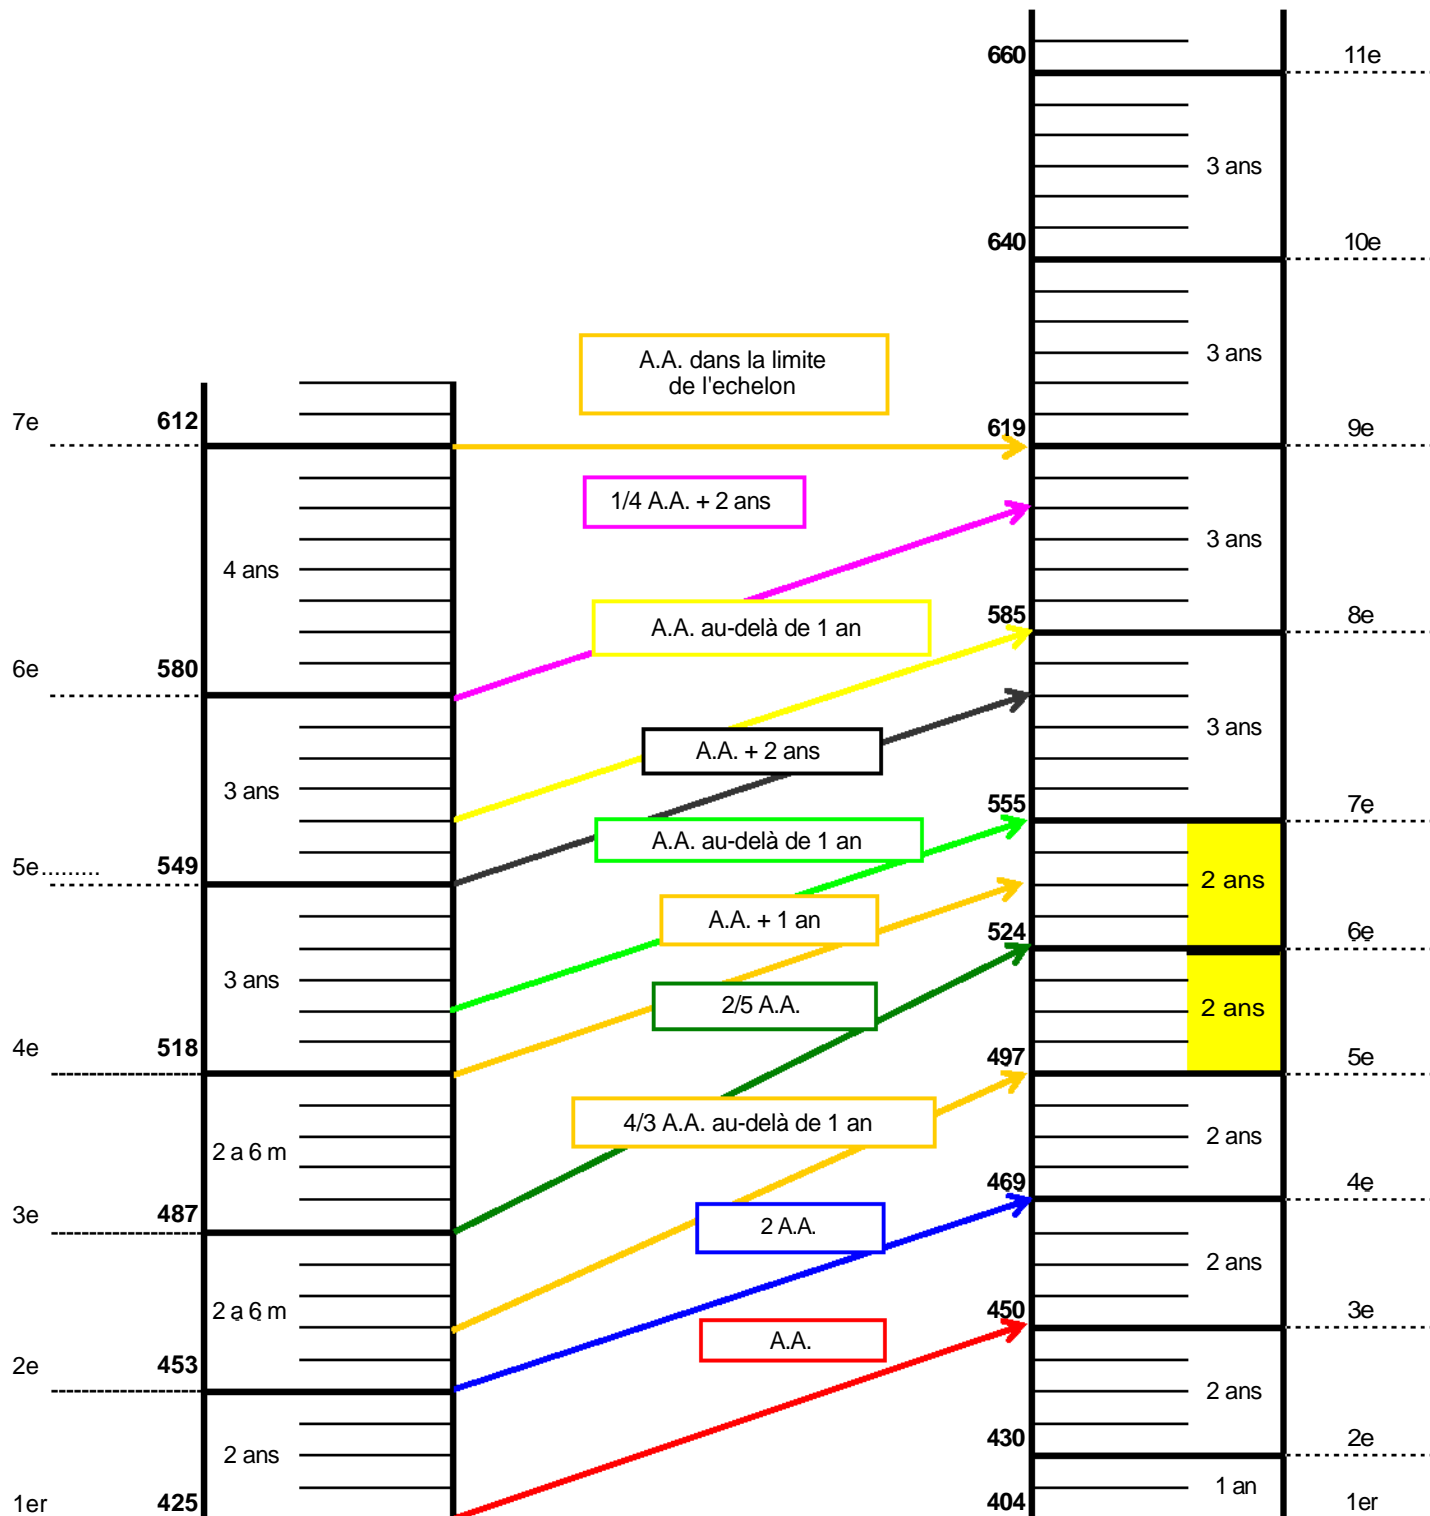 660 11e
3 ans
640 10e
A.A. dans la limite
de l'echelon
3 ans
7e 612 619 9e
1/4 A.A. + 2 ans
3 ans
4 ans
A.A. au-delà de 1 an
585 8e
6e 580
A.A. + 2 ans
3 ans
3 ans
555 7e
A.A. au-delà de 1 an
5e......... 549
2 ans
A.A. + 1 an
524 6e
3 ans
2/5 A.A.
2 ans
4e 518
497 5e
4/3 A.A. au-delà de 1 an
2 a 6 m
2 ans
469 4e
3e 487
2 A.A.
2 ans
2 a 6 m
450 3e
A.A.
2e 453
2 ans
430 2e
2 ans
1 an
1er 425 404 1er